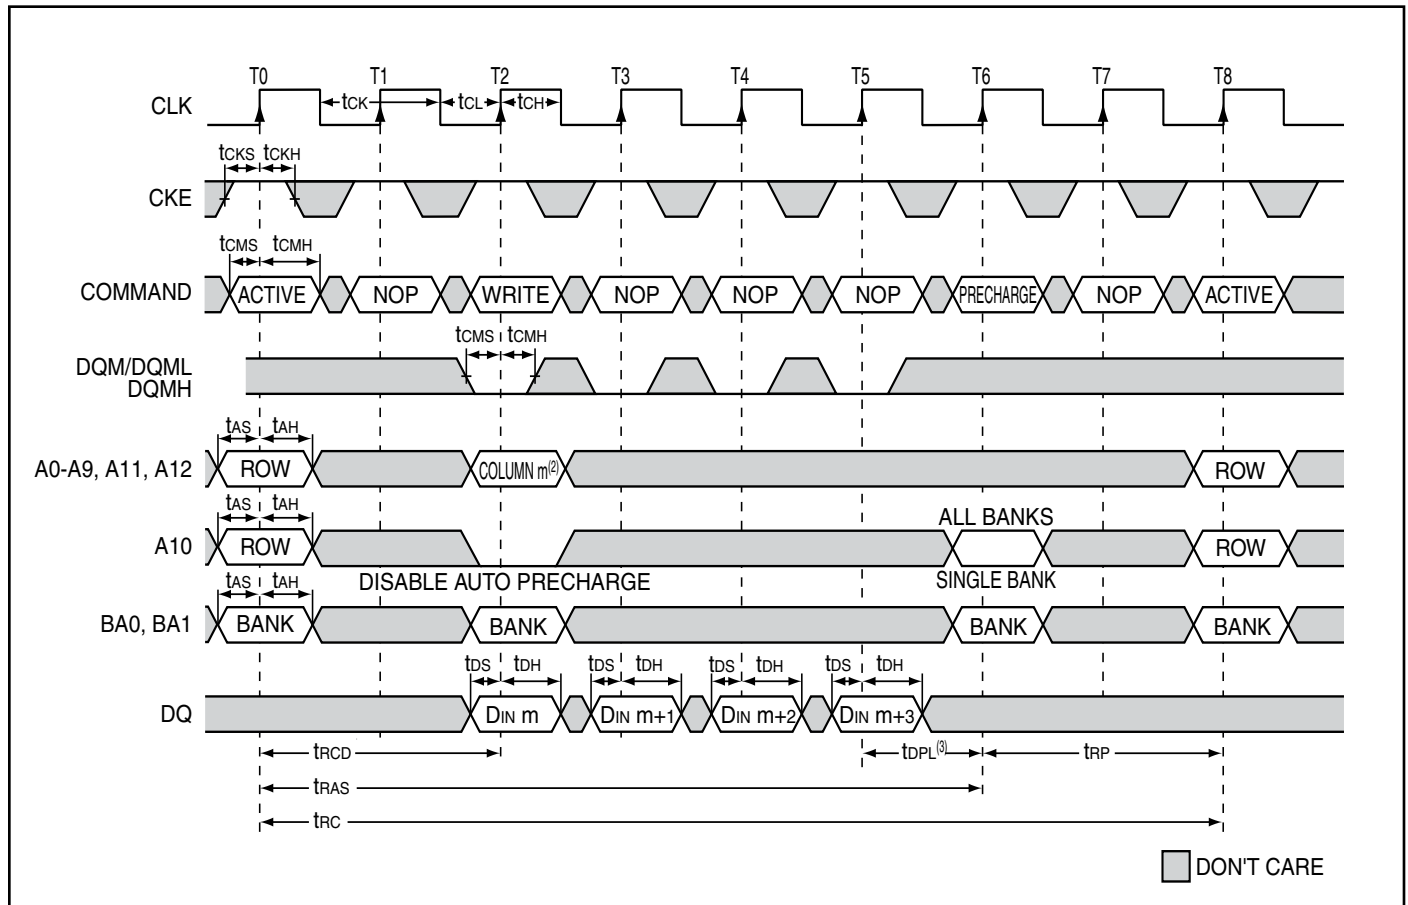 T0 T1 T2 T3 T4 T5 T6 T7 T8
CLK tCK tCL tCH
tCKS tCKH
CKE
tCMS tCMH
COMMAND ACTIVE NOP WRITE NOP NOP NOP PRECHARGE NOP ACTIVE
tCMS tCMH
DQM/DQML
DQMH
tAS tAH
A0-A9, A11, A12 ROW COLUMN m(2) ROW
tAS tAH
ALL BANKS
A10 ROW ROW
DISABLE AUTO PRECHARGE SINGLE BANK
tAS tAH
BA0, BA1 BANK BANK BANK BANK
tDS tDH tDS tDH tDS tDH tDS tDH
DQ DIN m DIN m+1 DIN m+2 DIN m+3
tRCD tDPL(3) tRP
tRAS
tRC
DON'T CARE